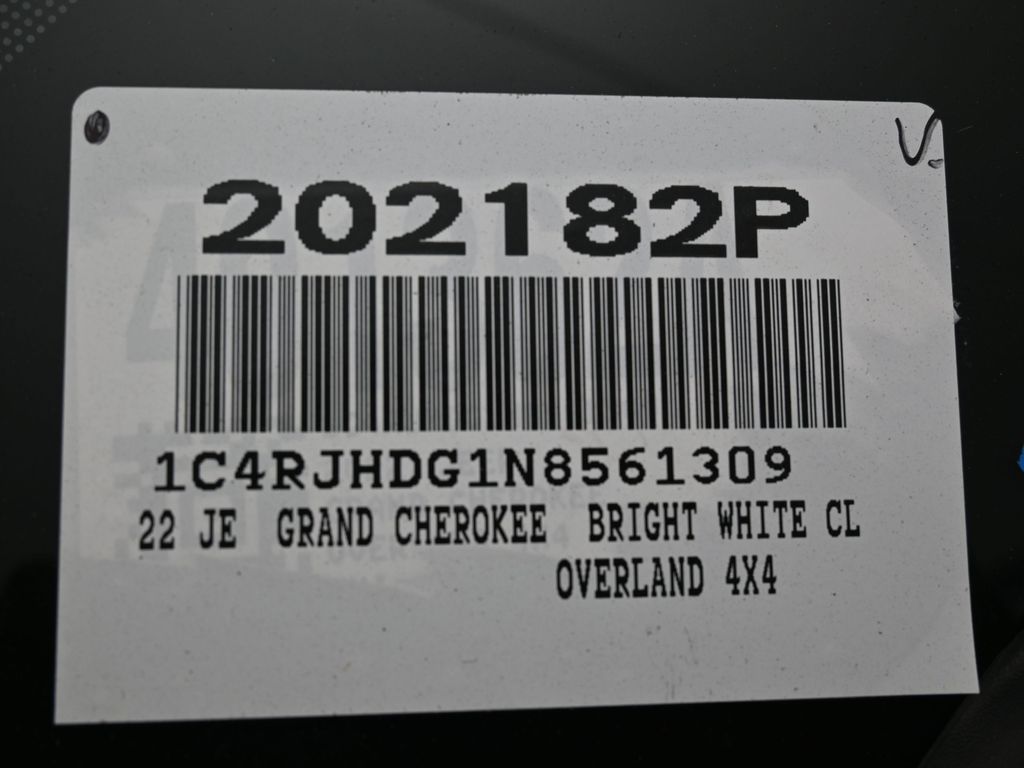 202182P
1C4RJHDG1N8561309
22 JE GRAND CHEROKEE BRIGHT WHITE CL
OVERLAND 4X4